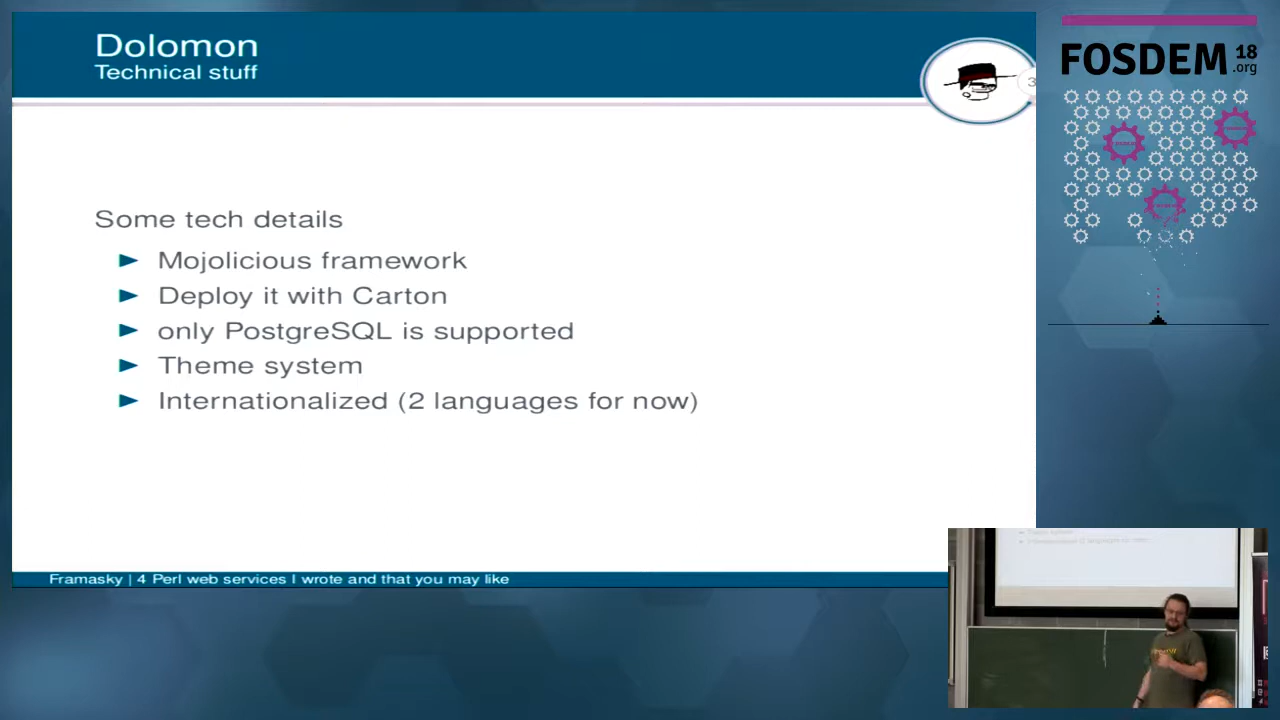 Dolomon
Technical stuff
3
FOSDEM 18
.org
Some tech details
Mojolicious framework
Deploy it with Carton
only PostgreSQL is supported
Theme system
Internationalized (2 languages for now)
Framasky | 4 Perl web services I wrote and that you may like